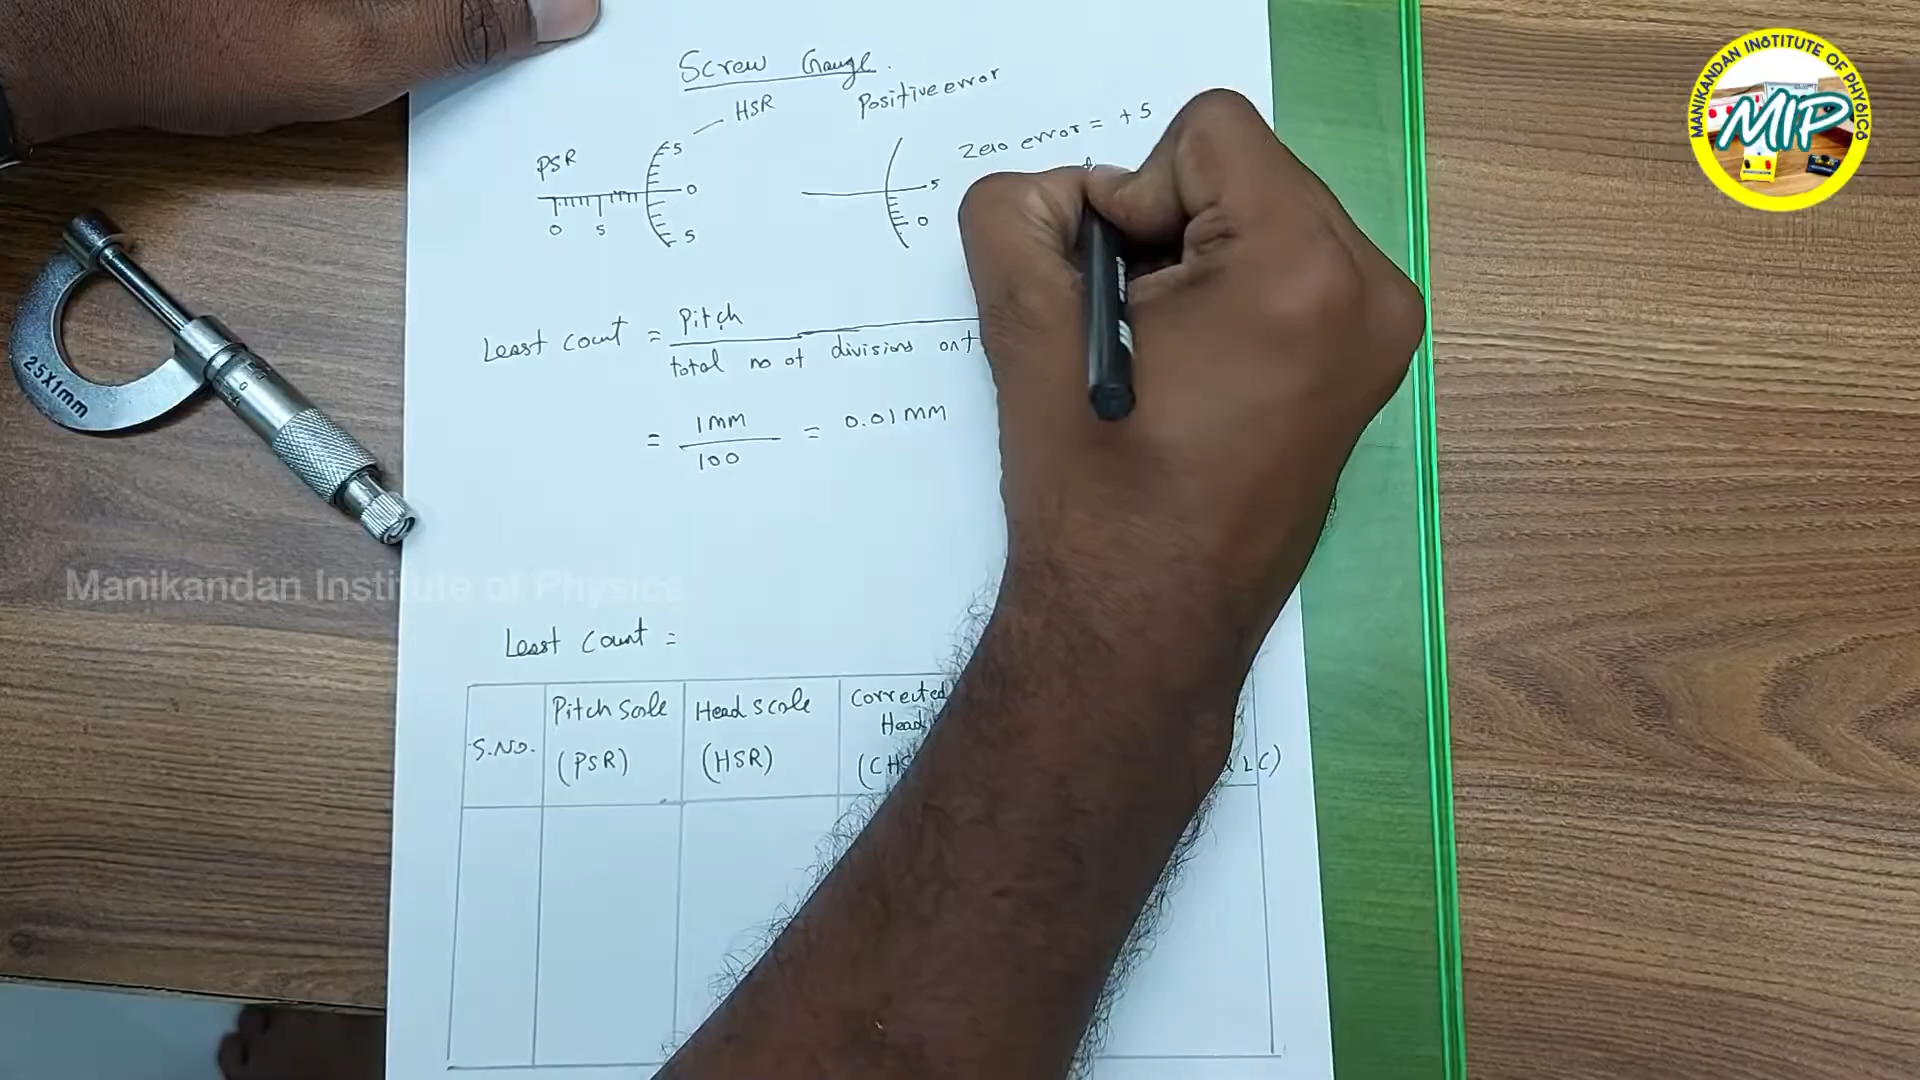 Screw Gauge.
HSR
Positive error
PSR
5
0
5
0 5
5
0
Zero error = +5
Least count = Pitch
total no of divisions on
= 1mm = 0.01mm
100
Least count =
S.No.
Pitch Scale
(PSR)
Head Scale
(HSR)
Corrected
Head
LC)
25X1mm
MANIKANDAN INSTITUTE OF PHYSICS
MIP
Manikandan Institute of Physics